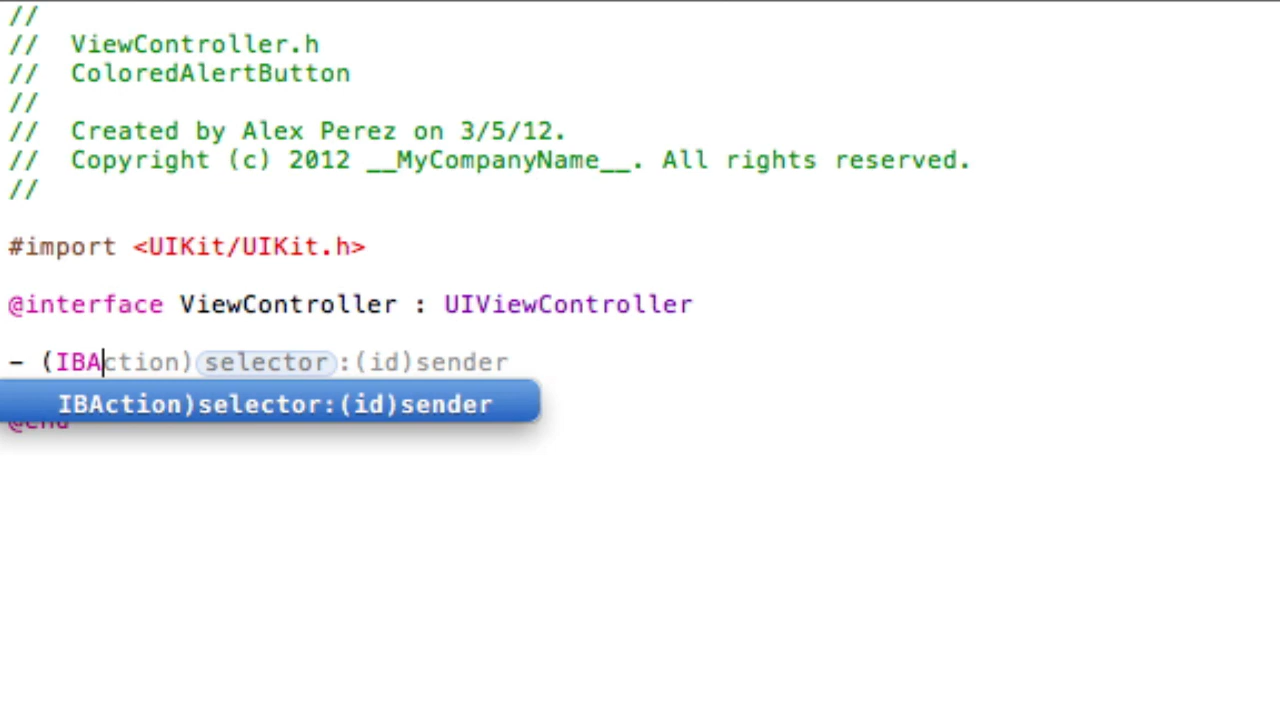 //
// ViewController.h
// ColoredAlertButton
//
// Created by Alex Perez on 3/5/12.
// Copyright (c) 2012 __MyCompanyName__. All rights reserved.
//
#import <UIKit/UIKit.h>
@interface ViewController : UIViewController
- (IBAction)selector:(id)sender
IBAction)selector:(id)sender
@end